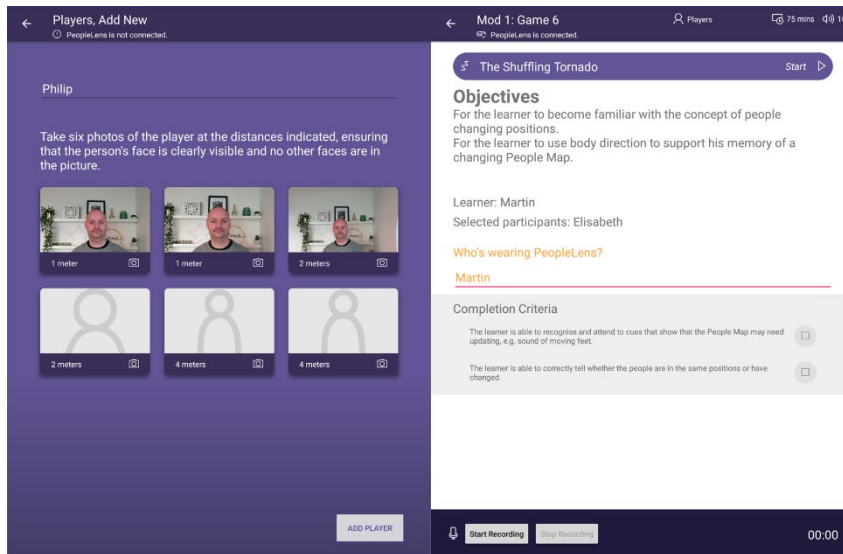 Players, Add New
PeopleLens is not connected.
Philip
Take six photos of the player at the distances indicated, ensuring
that the person's face is clearly visible and no other faces are in
the picture.
1 meter
1 meter
2 meters
2 meters
4 meters
4 meters
ADD PLAYER
Mod 1: Game 6
PeopleLens is connected.
Players
75 mins
The Shuffling Tornado
Start
Objectives
For the learner to become familiar with the concept of people
changing positions.
For the learner to use body direction to support his memory of a
changing People Map.
Learner: Martin
Selected participants: Elisabeth
Who's wearing PeopleLens?
Martin
Completion Criteria
The learner is able to recognise and attend to cues that show that the People Map may need
updating, e.g. sound of moving feet.
The learner is able to correctly tell whether the people are in the same positions or have
changed.
Start Recording
Stop Recording
00:00